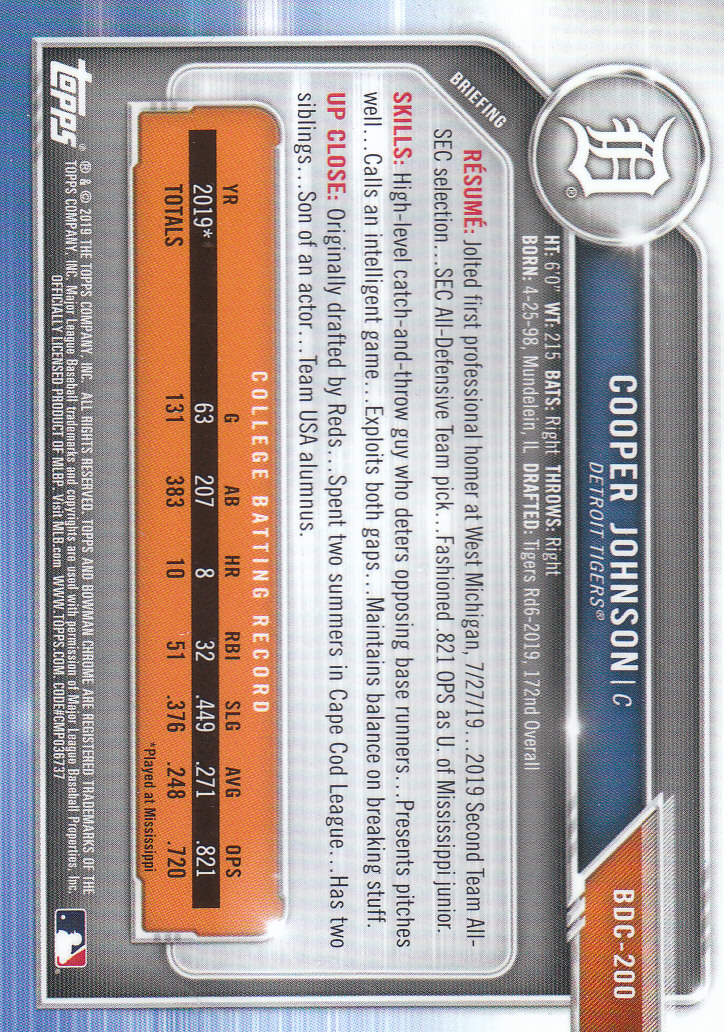 BDC-200
COOPER JOHNSON | C
DETROIT TIGERS®
D
®
HT: 6'0" WT: 215 BATS: Right THROWS: Right
BORN: 4-25-98, Mundelein, IL DRAFTED: Tigers Rd6-2019, 172nd Overall
BRIEFING
RÉSUMÉ: Jolted first professional homer at West Michigan, 7/27/19...2019 Second Team All-
SEC selection...SEC All-Defensive Team pick...Fashioned .821 OPS as U. of Mississippi junior.
SKILLS: High-level catch-and-throw guy who deters opposing base runners...Presents pitches
well...Calls an intelligent game...Exploits both gaps...Maintains balance on breaking stuff.
UP CLOSE: Originally drafted by Reds...Spent two summers in Cape Cod League...Has two
siblings...Son of an actor...Team USA alumnus.
COLLEGE BATTING RECORD
YR G AB HR RBI SLG AVG OPS
2019* 63 207 8 32 .449 .271 .821
TOTALS 131 383 10 51 .376 .248 .720
*Played at Mississippi
topps®
® & © 2019 THE TOPPS COMPANY, INC. ALL RIGHTS RESERVED. TOPPS AND BOWMAN CHROME ARE REGISTERED TRADEMARKS OF THE
TOPPS COMPANY, INC. Major League Baseball trademarks and copyrights are used with permission of Major League Baseball Properties, Inc.
OFFICIALLY LICENSED PRODUCT OF MLBP. Visit MLB.com WWW.TOPPS.COM. CODE#CMP036737